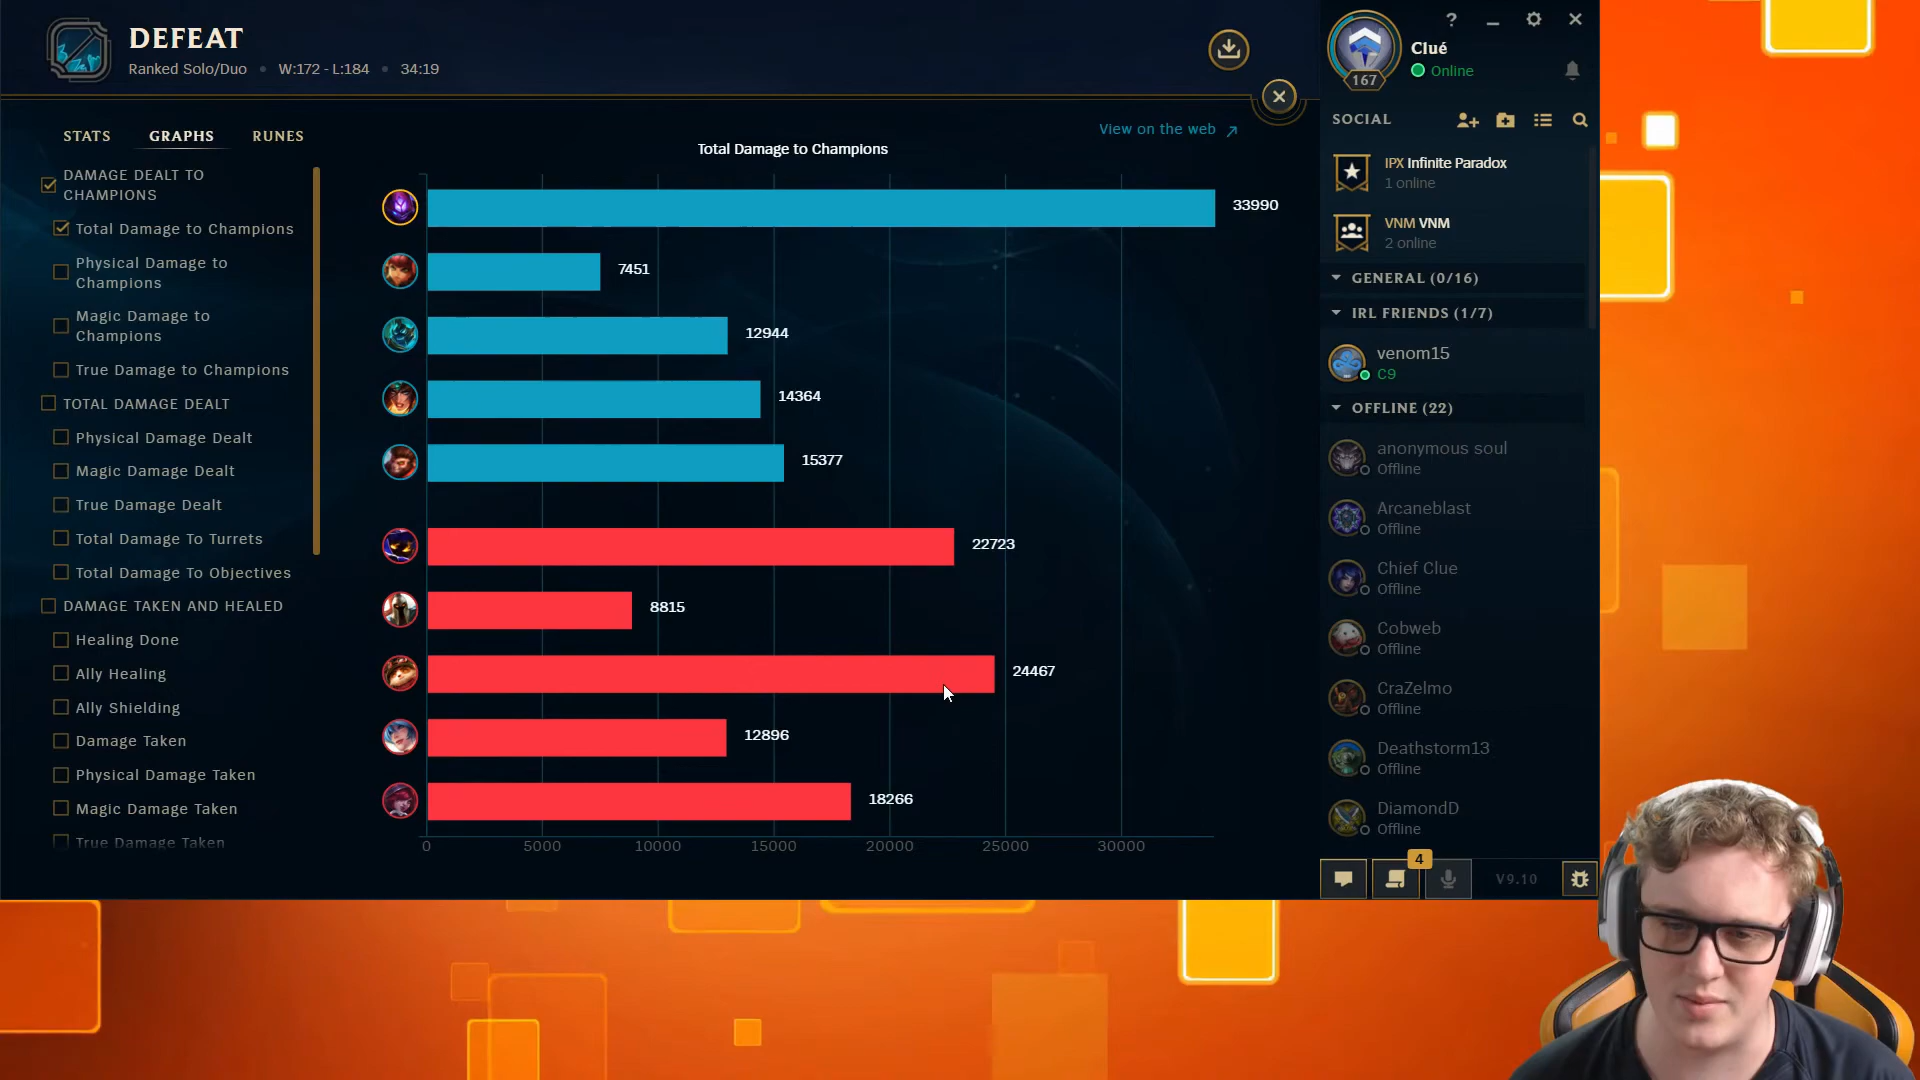 DEFEAT
Ranked Solo/Duo • W:172 - L:184 • 34:19
STATS
GRAPHS
RUNES
View on the web
DAMAGE DEALT TO
CHAMPIONS
Total Damage to Champions
Physical Damage to
Champions
Magic Damage to
Champions
True Damage to Champions
TOTAL DAMAGE DEALT
Physical Damage Dealt
Magic Damage Dealt
True Damage Dealt
Total Damage To Turrets
Total Damage To Objectives
DAMAGE TAKEN AND HEALED
Healing Done
Ally Healing
Ally Shielding
Damage Taken
Physical Damage Taken
Magic Damage Taken
True Damage Taken
Total Damage to Champions
33990
7451
12944
14364
15377
22723
8815
24467
12896
18266
0 5000 10000 15000 20000 25000 30000
?
167
Clué
Online
SOCIAL
IPX Infinite Paradox
1 online
VNM VNM
2 online
GENERAL (0/16)
IRL FRIENDS (1/7)
venom15
C9
OFFLINE (22)
anonymous soul
Offline
Arcaneblast
Offline
Chief Clue
Offline
Cobweb
Offline
CraZelmo
Offline
Deathstorm13
Offline
DiamondD
Offline
4
V9.10